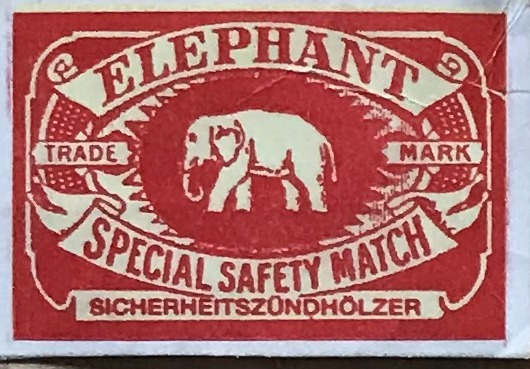 ELEPHANT
TRADE MARK
SPECIAL SAFETY MATCH
SICHERHEITSZÜNDHÖLZER